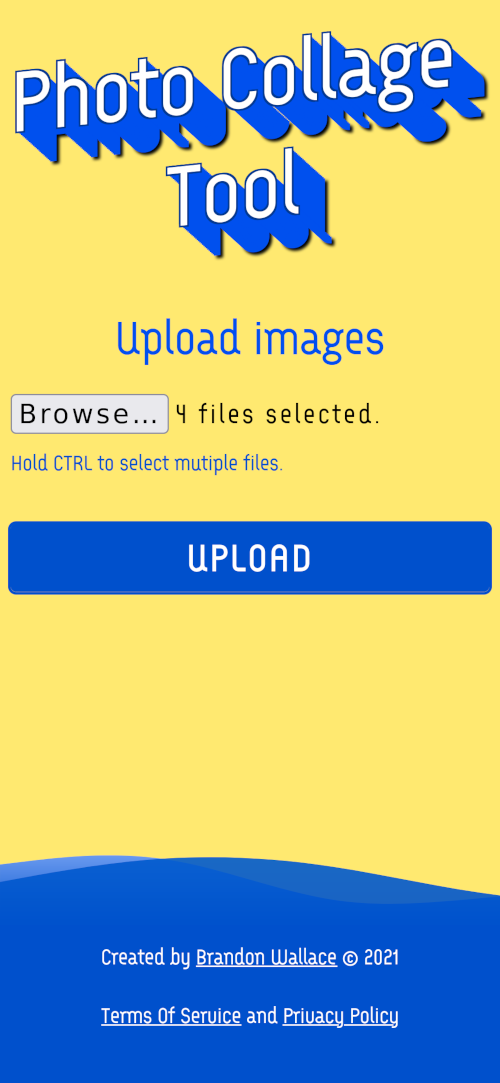 Photo Collage
Tool
Upload images
Browse... 4 files selected.
Hold CTRL to select mutiple files.
UPLOAD
Created by Brandon Wallace © 2021
Terms Of Service and Privacy Policy